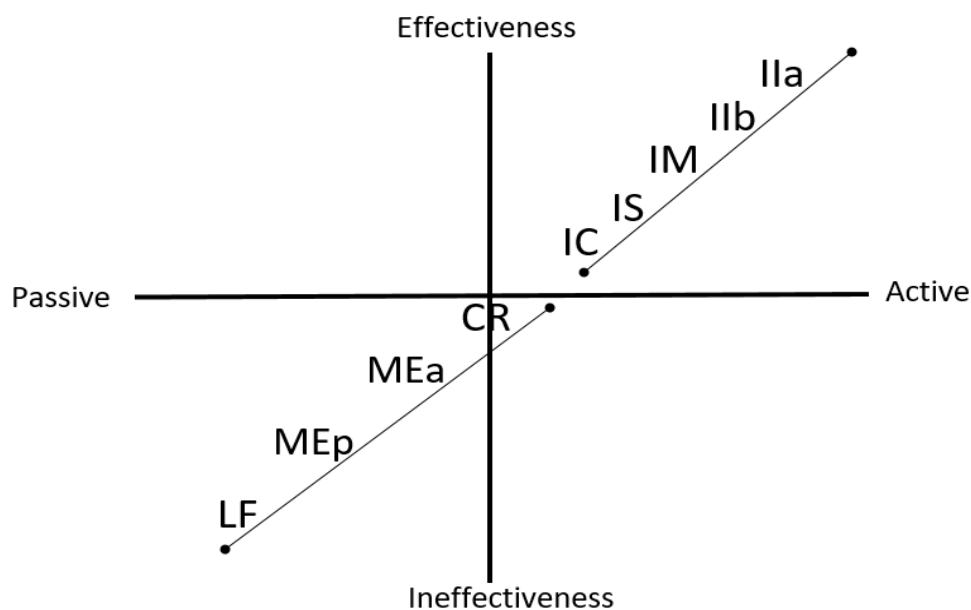 Effectiveness
IIa
IIb
IM
IS
IC
Passive
Active
CR
MEa
MEp
LF
Ineffectiveness